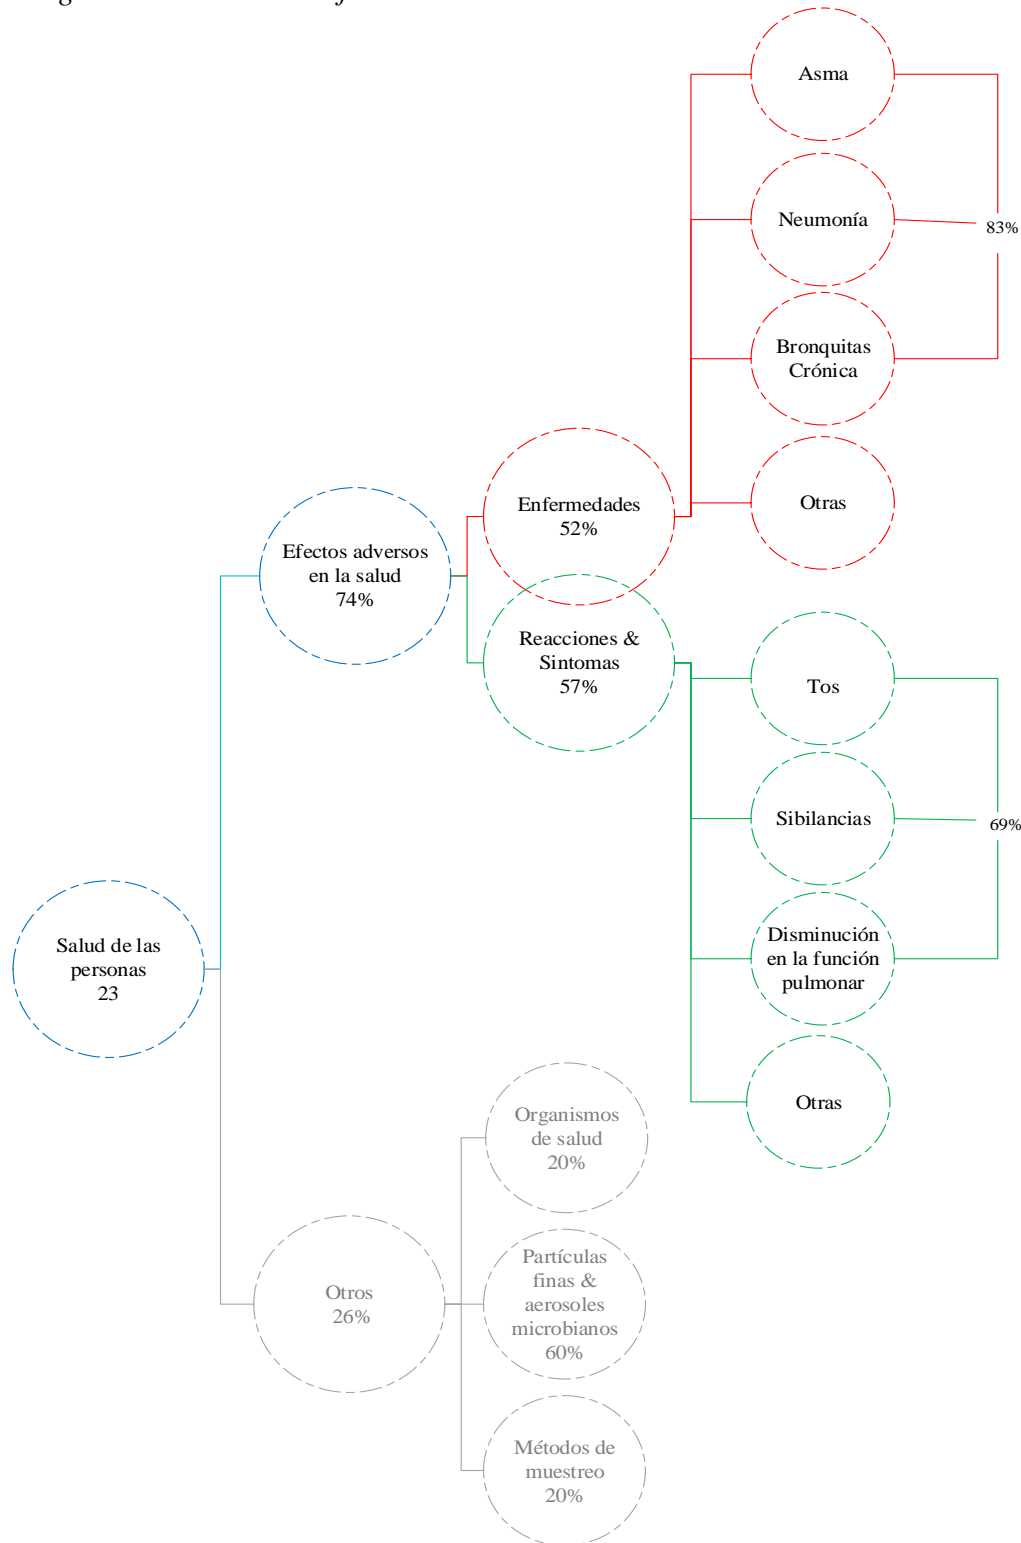 Asma
Neumonía
83%
Bronquitas
Crónica
Otras
Enfermedades
52%
Efectos adversos
en la salud
74%
Reacciones &
Sintomas
57%
Tos
Sibilancias
69%
Disminución
en la función
pulmonar
Otras
Salud de las
personas
23
Organismos
de salud
20%
Partículas
finas &
aerosoles
microbianos
60%
Otros
26%
Métodos de
muestreo
20%